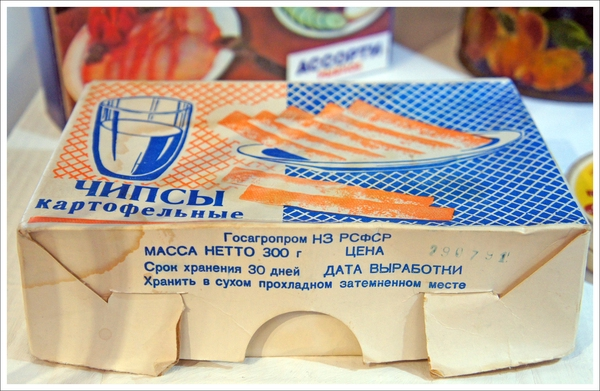 АССОРТИ
ЧИПСЫ
картофельные
Госагропром НЗ РСФСР
МАССА НЕТТО 300 г ЦЕНА
Срок хранения 30 дней ДАТА ВЫРАБОТКИ
Хранить в сухом прохладном затемненном месте